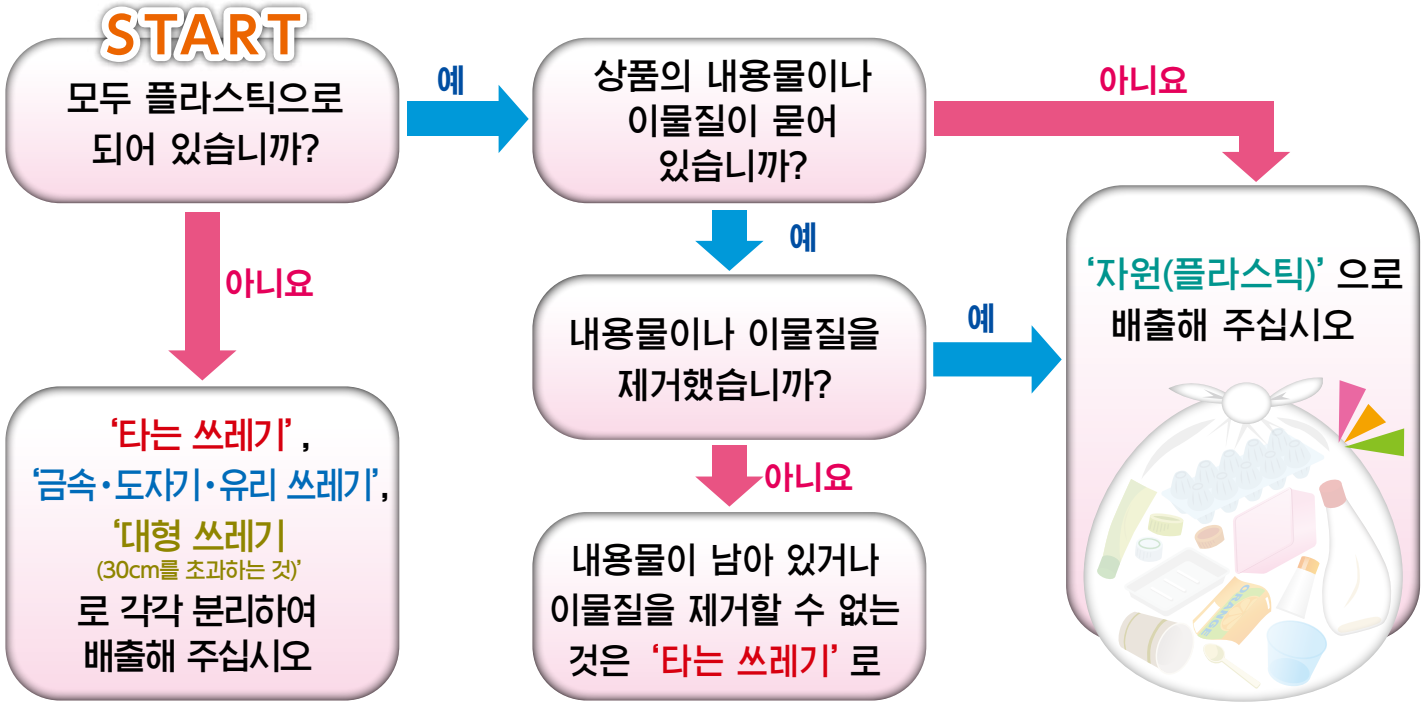 START
모두 플라스틱으로
되어 있습니까?
예
상품의 내용물이나
이물질이 묻어
있습니까?
아니요
예
아니요
내용물이나 이물질을
제거했습니까?
예
'자원(플라스틱)' 으로
배출해 주십시오
아니요
'타는 쓰레기' ,
'금속·도자기·유리 쓰레기',
'대형 쓰레기
(30cm를 초과하는 것)'
로 각각 분리하여
배출해 주십시오
내용물이 남아 있거나
이물질을 제거할 수 없는
것은 '타는 쓰레기' 로
ORANGE